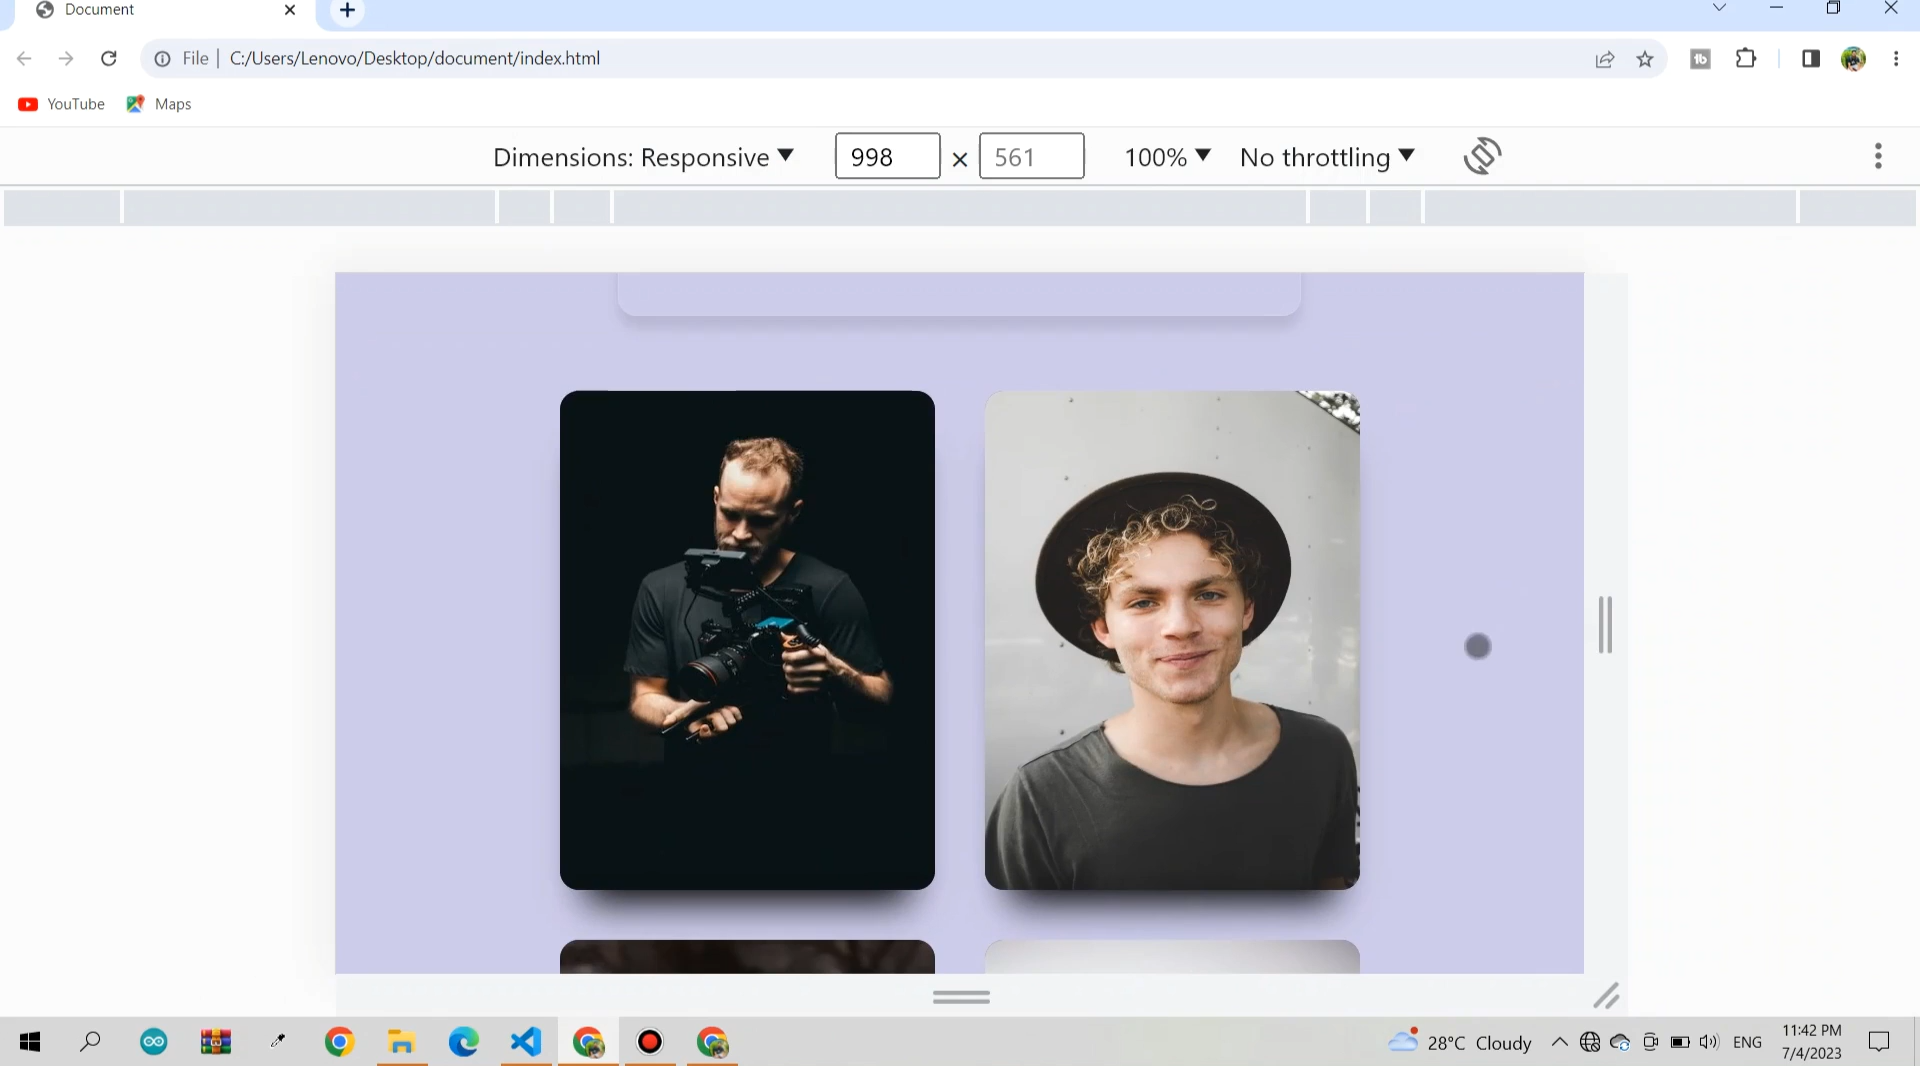 Document
File
C:/Users/Lenovo/Desktop/document/index.html
YouTube
Maps
Dimensions: Responsive
998
×
561
100%
No throttling
28°C Cloudy
ENG
11:42 PM
7/4/2023